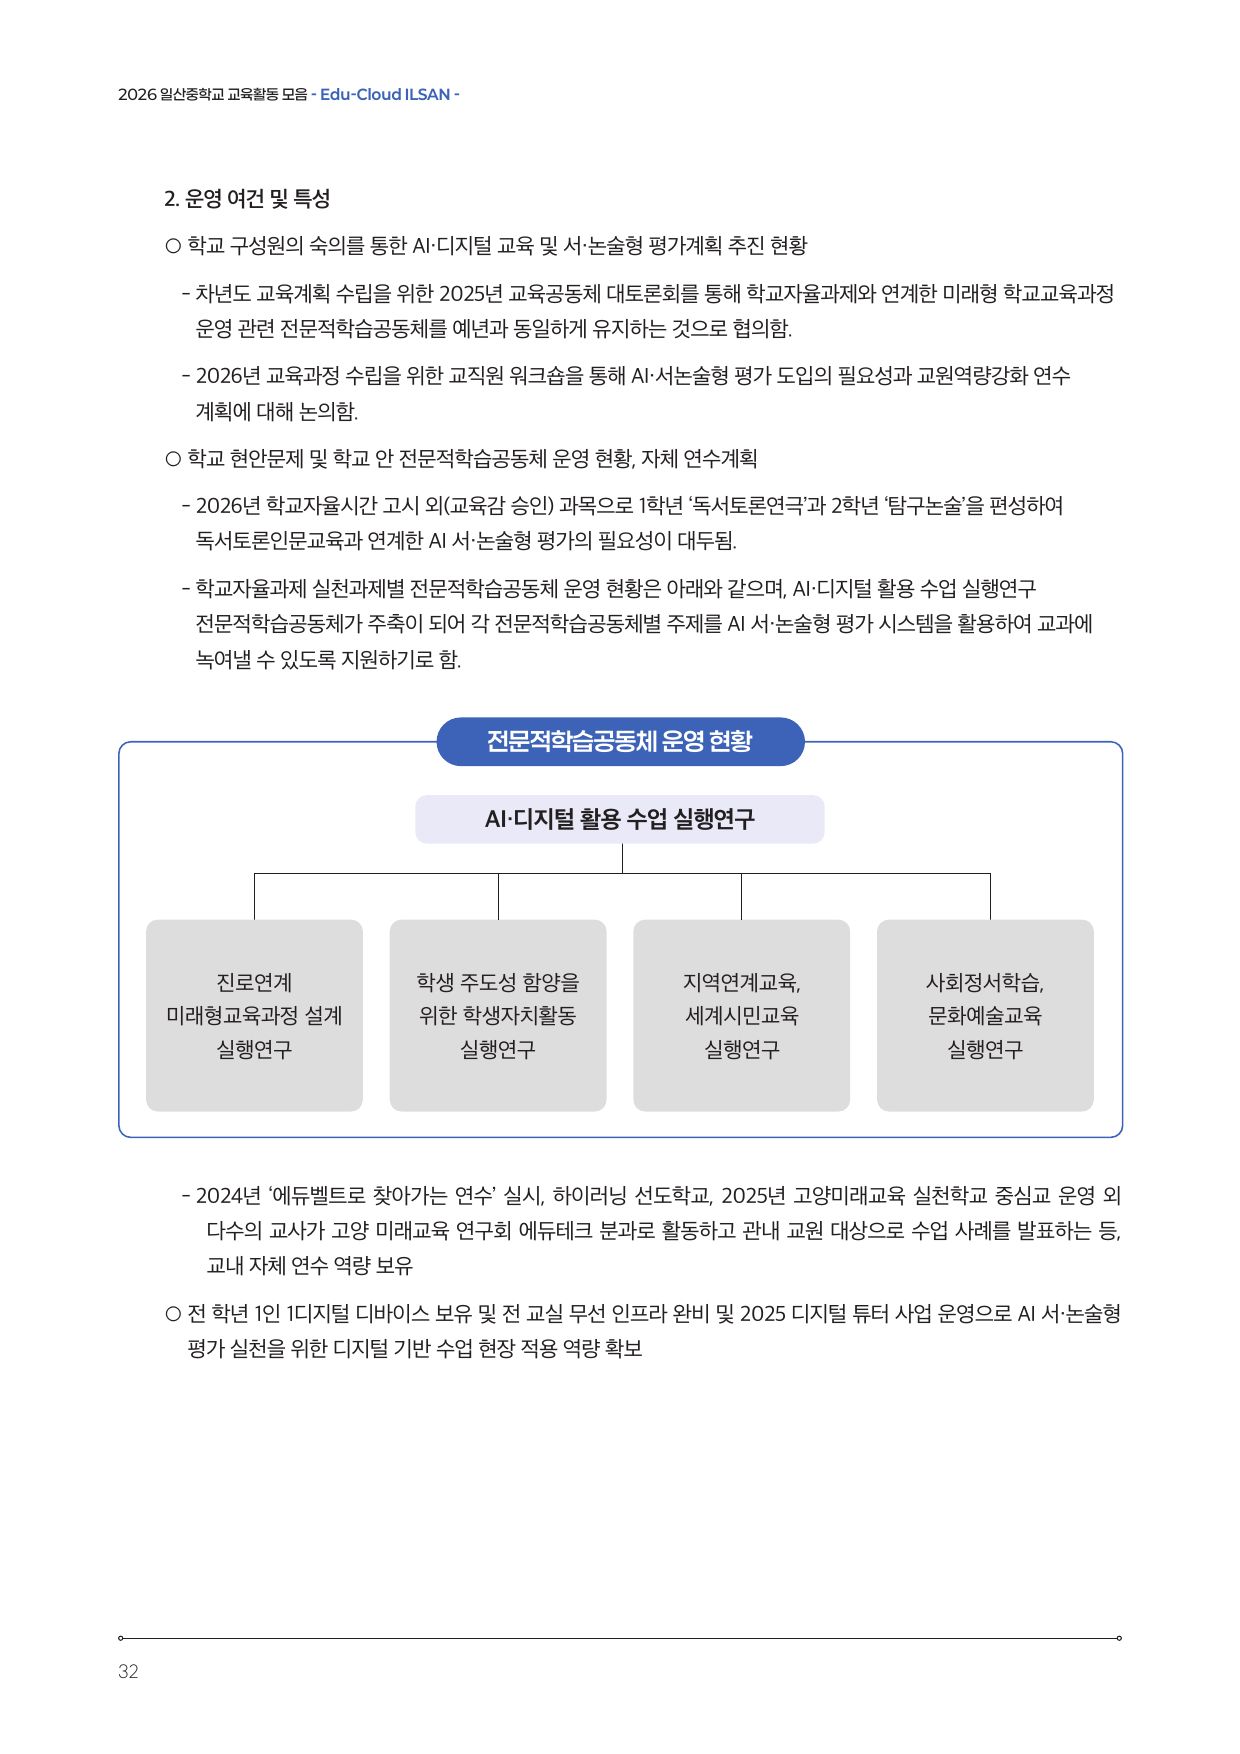 2026 일산중학교 교육활동 모음 - Edu-Cloud ILSAN -
2. 운영 여건 및 특성
○ 학교 구성원의 숙의를 통한 AI·디지털 교육 및 서·논술형 평가계획 추진 현황
- 차년도 교육계획 수립을 위한 2025년 교육공동체 대토론회를 통해 학교자율과제와 연계한 미래형 학교교육과정
운영 관련 전문적학습공동체를 예년과 동일하게 유지하는 것으로 협의함.
- 2026년 교육과정 수립을 위한 교직원 워크숍을 통해 AI·서논술형 평가 도입의 필요성과 교원역량강화 연수
계획에 대해 논의함.
○ 학교 현안문제 및 학교 안 전문적학습공동체 운영 현황, 자체 연수계획
- 2026년 학교자율시간 고시 외(교육감 승인) 과목으로 1학년 ‘독서토론연극’과 2학년 ‘탐구논술’을 편성하여
독서토론인문교육과 연계한 AI 서·논술형 평가의 필요성이 대두됨.
- 학교자율과제 실천과제별 전문적학습공동체 운영 현황은 아래와 같으며, AI·디지털 활용 수업 실행연구
전문적학습공동체가 주축이 되어 각 전문적학습공동체별 주제를 AI 서·논술형 평가 시스템을 활용하여 교과에
녹여낼 수 있도록 지원하기로 함.
전문적학습공동체 운영 현황
AI·디지털 활용 수업 실행연구
진로연계
미래형교육과정 설계
실행연구
학생 주도성 함양을
위한 학생자치활동
실행연구
지역연계교육,
세계시민교육
실행연구
사회정서학습,
문화예술교육
실행연구
- 2024년 ‘에듀벨트로 찾아가는 연수’ 실시, 하이러닝 선도학교, 2025년 고양미래교육 실천학교 중심교 운영 외
다수의 교사가 고양 미래교육 연구회 에듀테크 분과로 활동하고 관내 교원 대상으로 수업 사례를 발표하는 등,
교내 자체 연수 역량 보유
○ 전 학년 1인 1디지털 디바이스 보유 및 전 교실 무선 인프라 완비 및 2025 디지털 튜터 사업 운영으로 AI 서·논술형
평가 실천을 위한 디지털 기반 수업 현장 적용 역량 확보
32